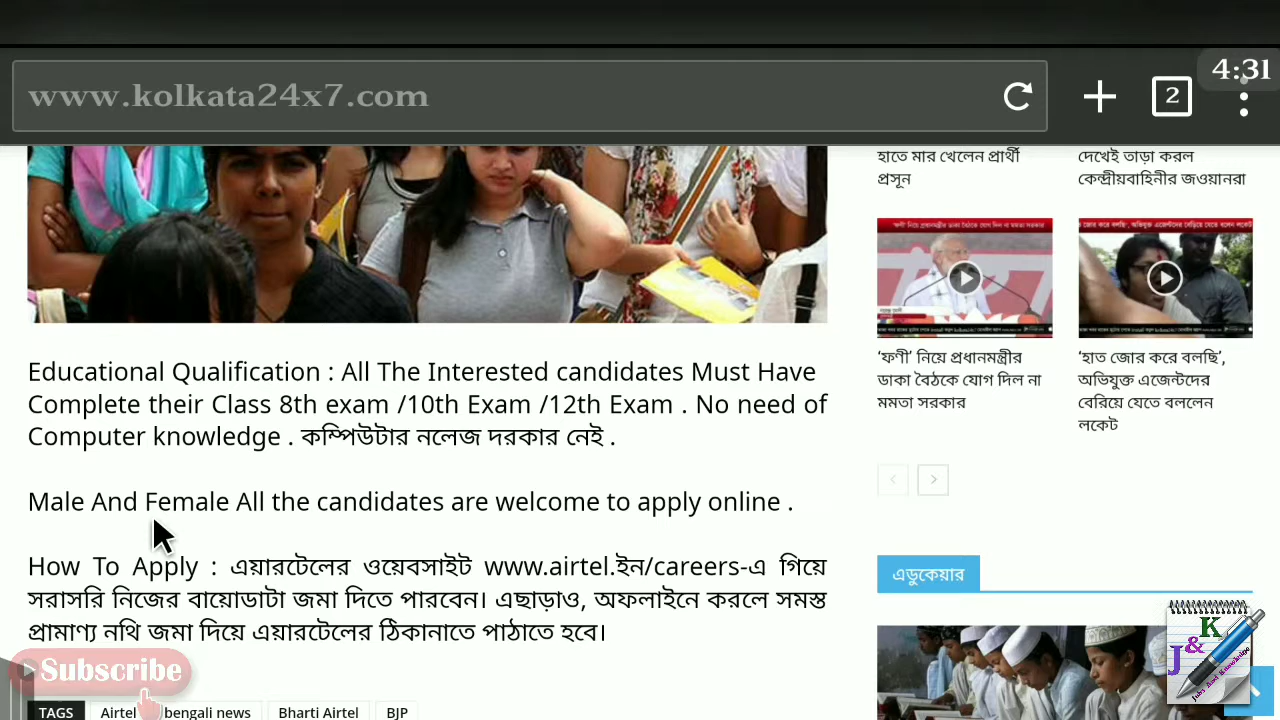 4:31
www.kolkata24x7.com
2
হাতে মার খেলেন প্রার্থী
প্রসূন
দেখেই তাড়া করল
কেন্দ্রীয়বাহিনীর জওয়ানরা
‘ফণী’ নিয়ে প্রধানমন্ত্রীর
ডাকা বৈঠকে যোগ দিল না
মমতা সরকার
‘হাত জোর করে বলছি’,
অভিযুক্ত এজেন্টদের
বেরিয়ে যেতে বললেন
লকেট
Educational Qualification : All The Interested candidates Must Have
Complete their Class 8th exam /10th Exam /12th Exam . No need of
Computer knowledge . কম্পিউটার নলেজ দরকার নেই .
Male And Female All the candidates are welcome to apply online .
How To Apply : এয়ারটেলের ওয়েবসাইট www.airtel.ইন/careers-এ গিয়ে
সরাসরি নিজের বায়োডাটা জমা দিতে পারবেন। এছাড়াও, অফলাইনে করলে সমস্ত
প্রামাণ্য নথি জমা দিয়ে এয়ারটেলের ঠিকানাতে পাঠাতে হবে।
এডুকেয়ার
Subscribe
TAGS Airtel bengali news Bharti Airtel BJP
J & K
Jobs And Knowledge